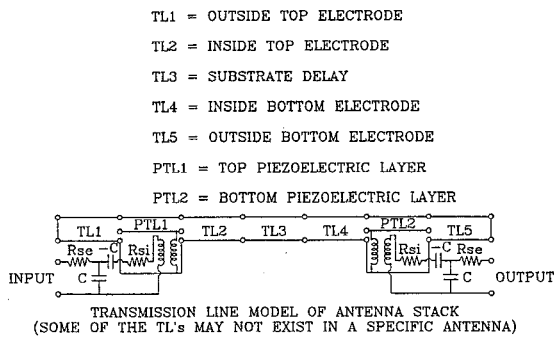 TL1 = OUTSIDE TOP ELECTRODE
TL2 = INSIDE TOP ELECTRODE
TL3 = SUBSTRATE DELAY
TL4 = INSIDE BOTTOM ELECTRODE
TL5 = OUTSIDE BOTTOM ELECTRODE
PTL1 = TOP PIEZOELECTRIC LAYER
PTL2 = BOTTOM PIEZOELECTRIC LAYER
TL1 PTL1 TL2 TL3 TL4 PTL2 TL5
Rse -C Rsi Rsi -C Rse
INPUT C C OUTPUT
TRANSMISSION LINE MODEL OF ANTENNA STACK
(SOME OF THE TL's MAY NOT EXIST IN A SPECIFIC ANTENNA)